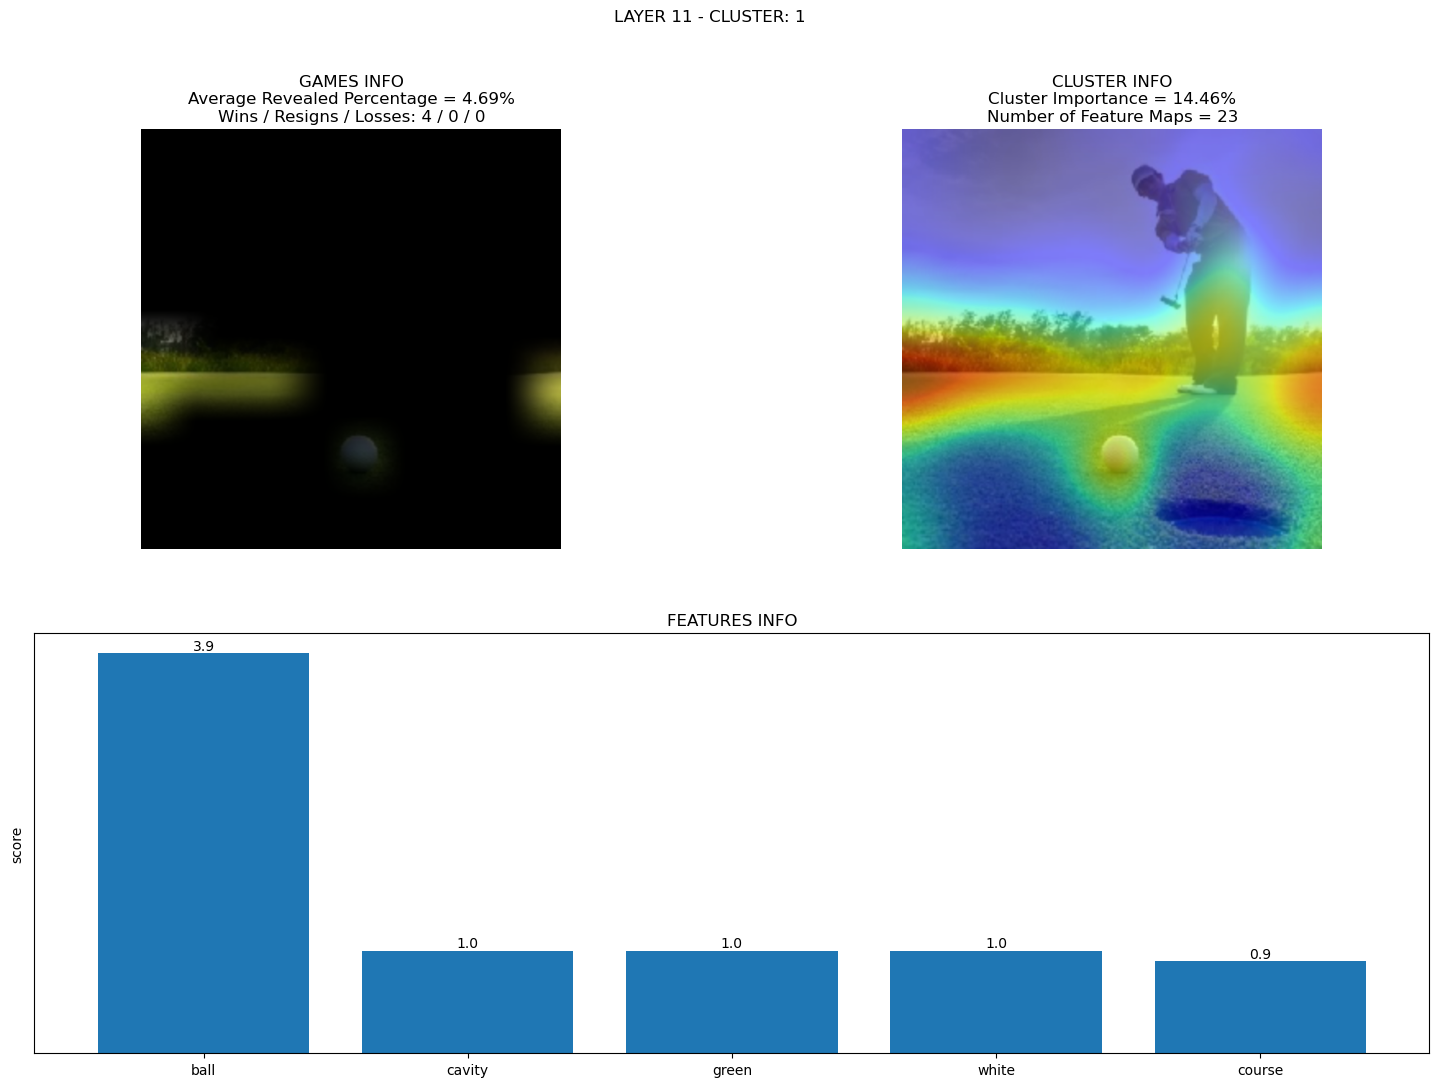 LAYER 11 - CLUSTER: 1
GAMES INFO
Average Revealed Percentage = 4.69%
Wins / Resigns / Losses: 4 / 0 / 0
CLUSTER INFO
Cluster Importance = 14.46%
Number of Feature Maps = 23
FEATURES INFO
score
3.9
1.0
1.0
1.0
0.9
ball
cavity
green
white
course